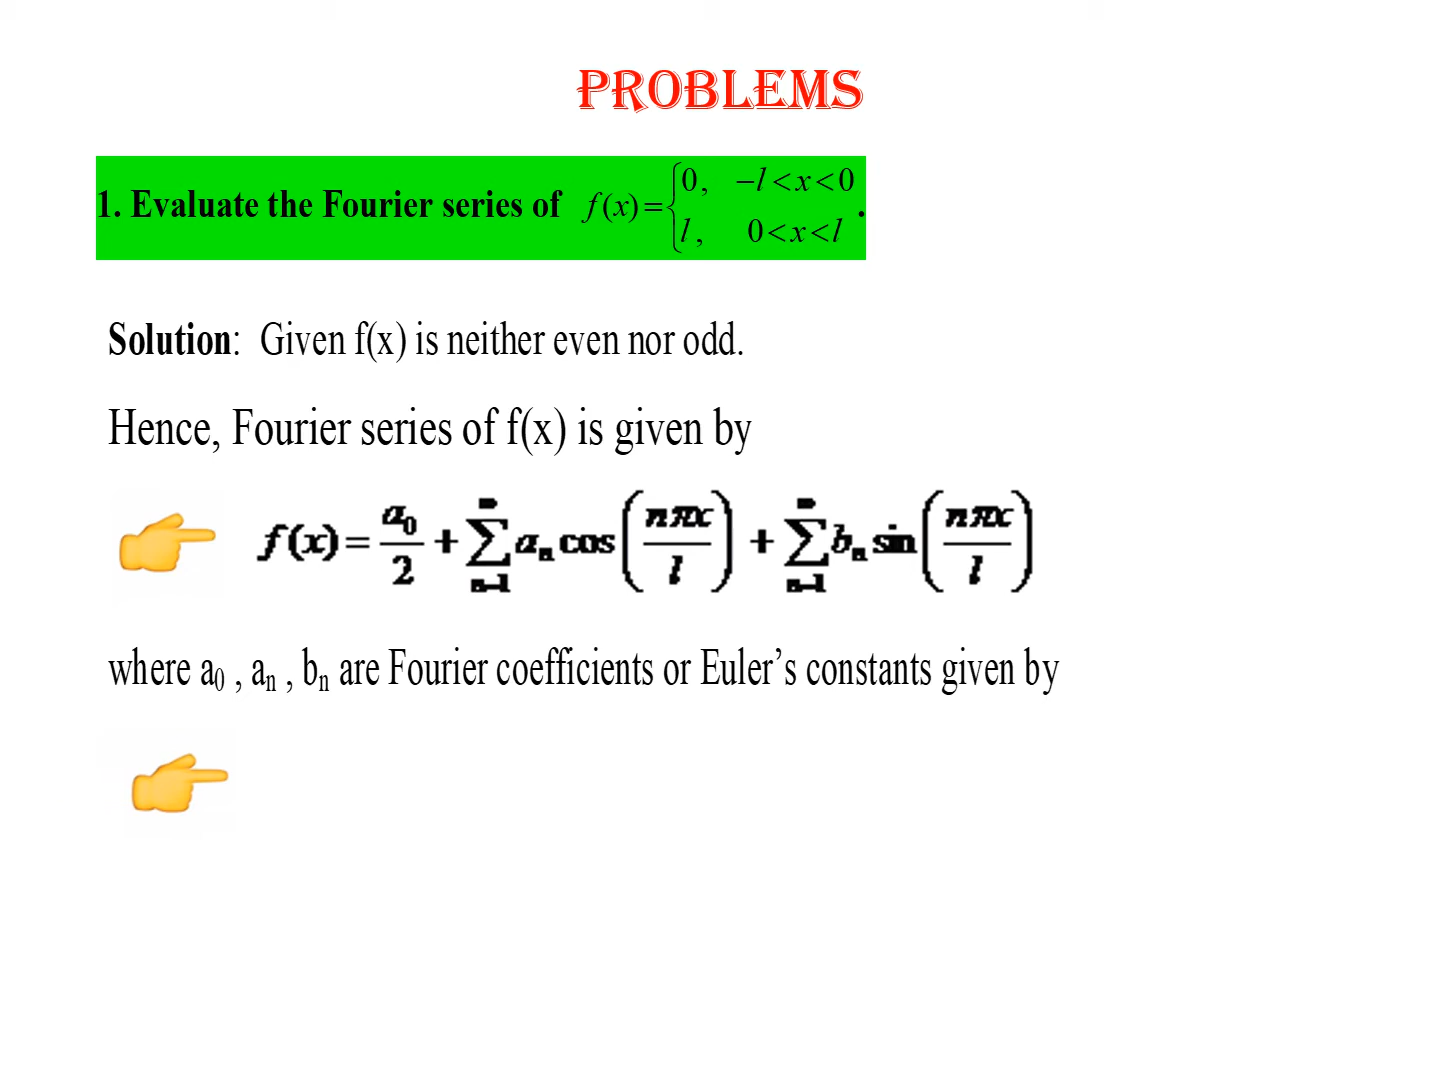 PROBLEMS
1. Evaluate the Fourier series of f(x) = { 0, −l < x < 0
l, 0 < x < l .
Solution: Given f(x) is neither even nor odd.
Hence, Fourier series of f(x) is given by
f(x) = a₀/2 + ∑_{n=1}^{∞} aₙ cos(nπx/l) + ∑_{n=1}^{∞} bₙ sin(nπx/l)
where a₀ , aₙ , bₙ are Fourier coefficients or Euler’s constants given by